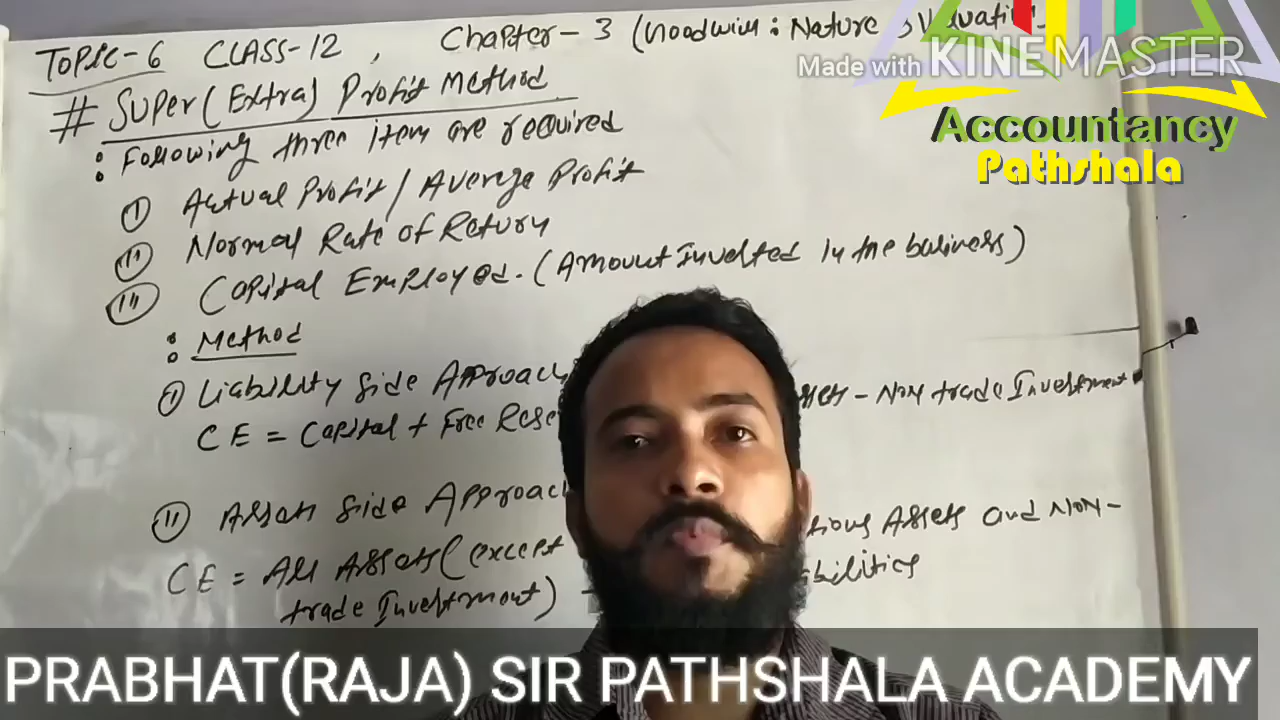 TOPIC-6 CLASS-12, Chapter-3 (Goodwill: Nature & Valuation
Made with KINEMASTER
# Super (Extra) Profit Method
Accountancy
Pathshala
: Following three item are required
(I) Actual Profit / Average Profit
(II) Normal Rate of Return
(III) Capital Employed. (Amount Invested in the business)
: Method
(I) Liability Side Approach
CE = Capital + Free Rese - Non trade Investment
(II) Assets Side Approach
CE = All Assets (except Assets and Non-
trade Investment)
PRABHAT(RAJA) SIR PATHSHALA ACADEMY